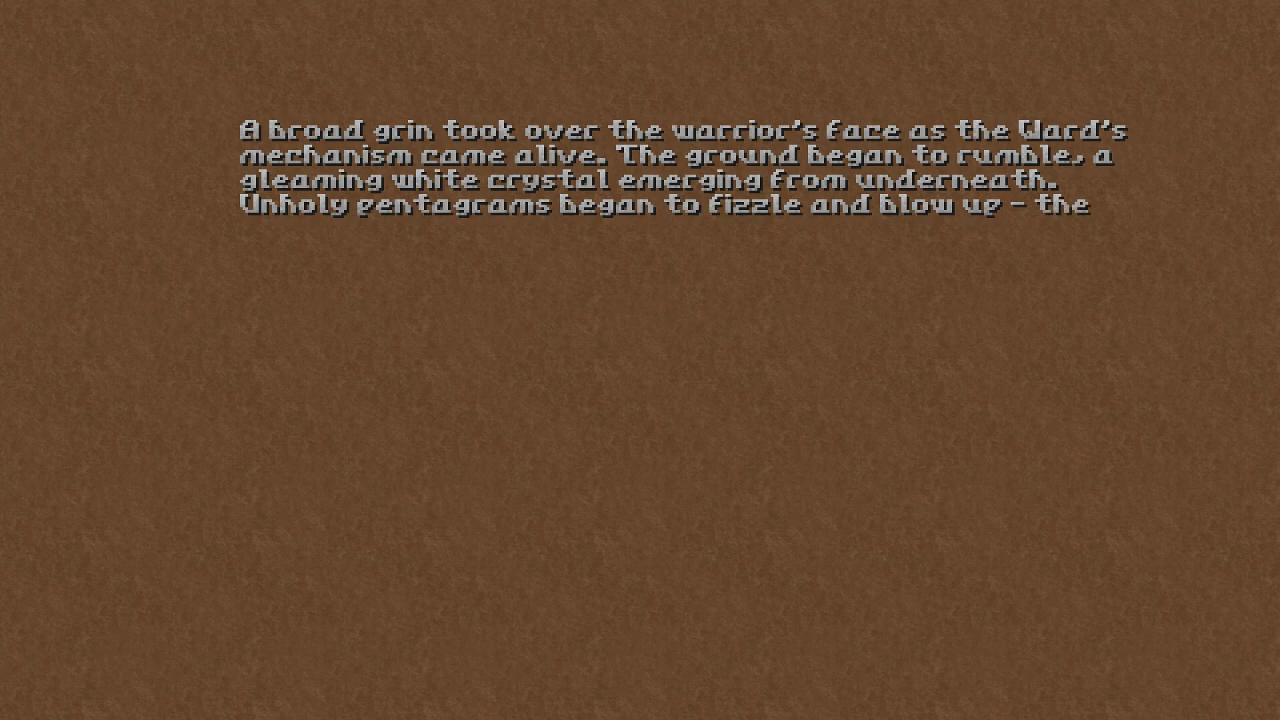 A broad grin took over the warrior's face as the Ward's
mechanism came alive. The ground began to rumble, a
gleaming white crystal emerging from underneath.
Unholy pentagrams began to fizzle and blow up - the